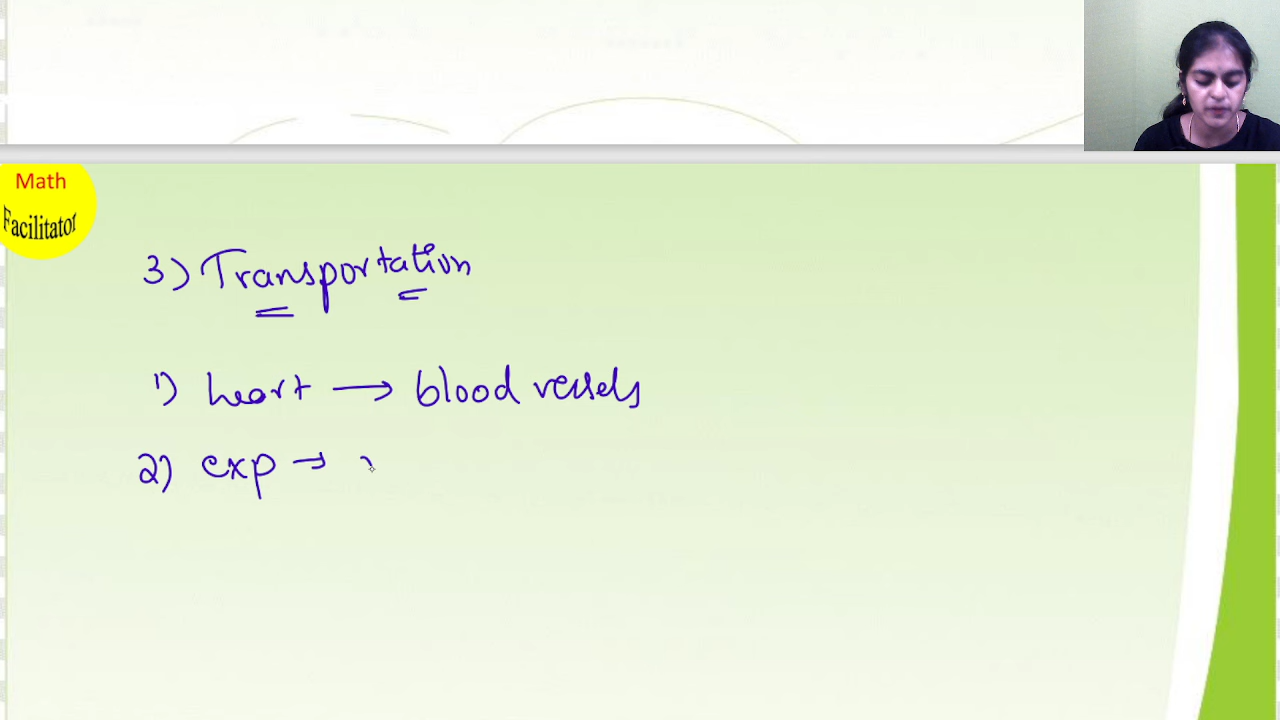 Math
Facilitator
3) Transportation
1) heart → blood vessels
2) exp →